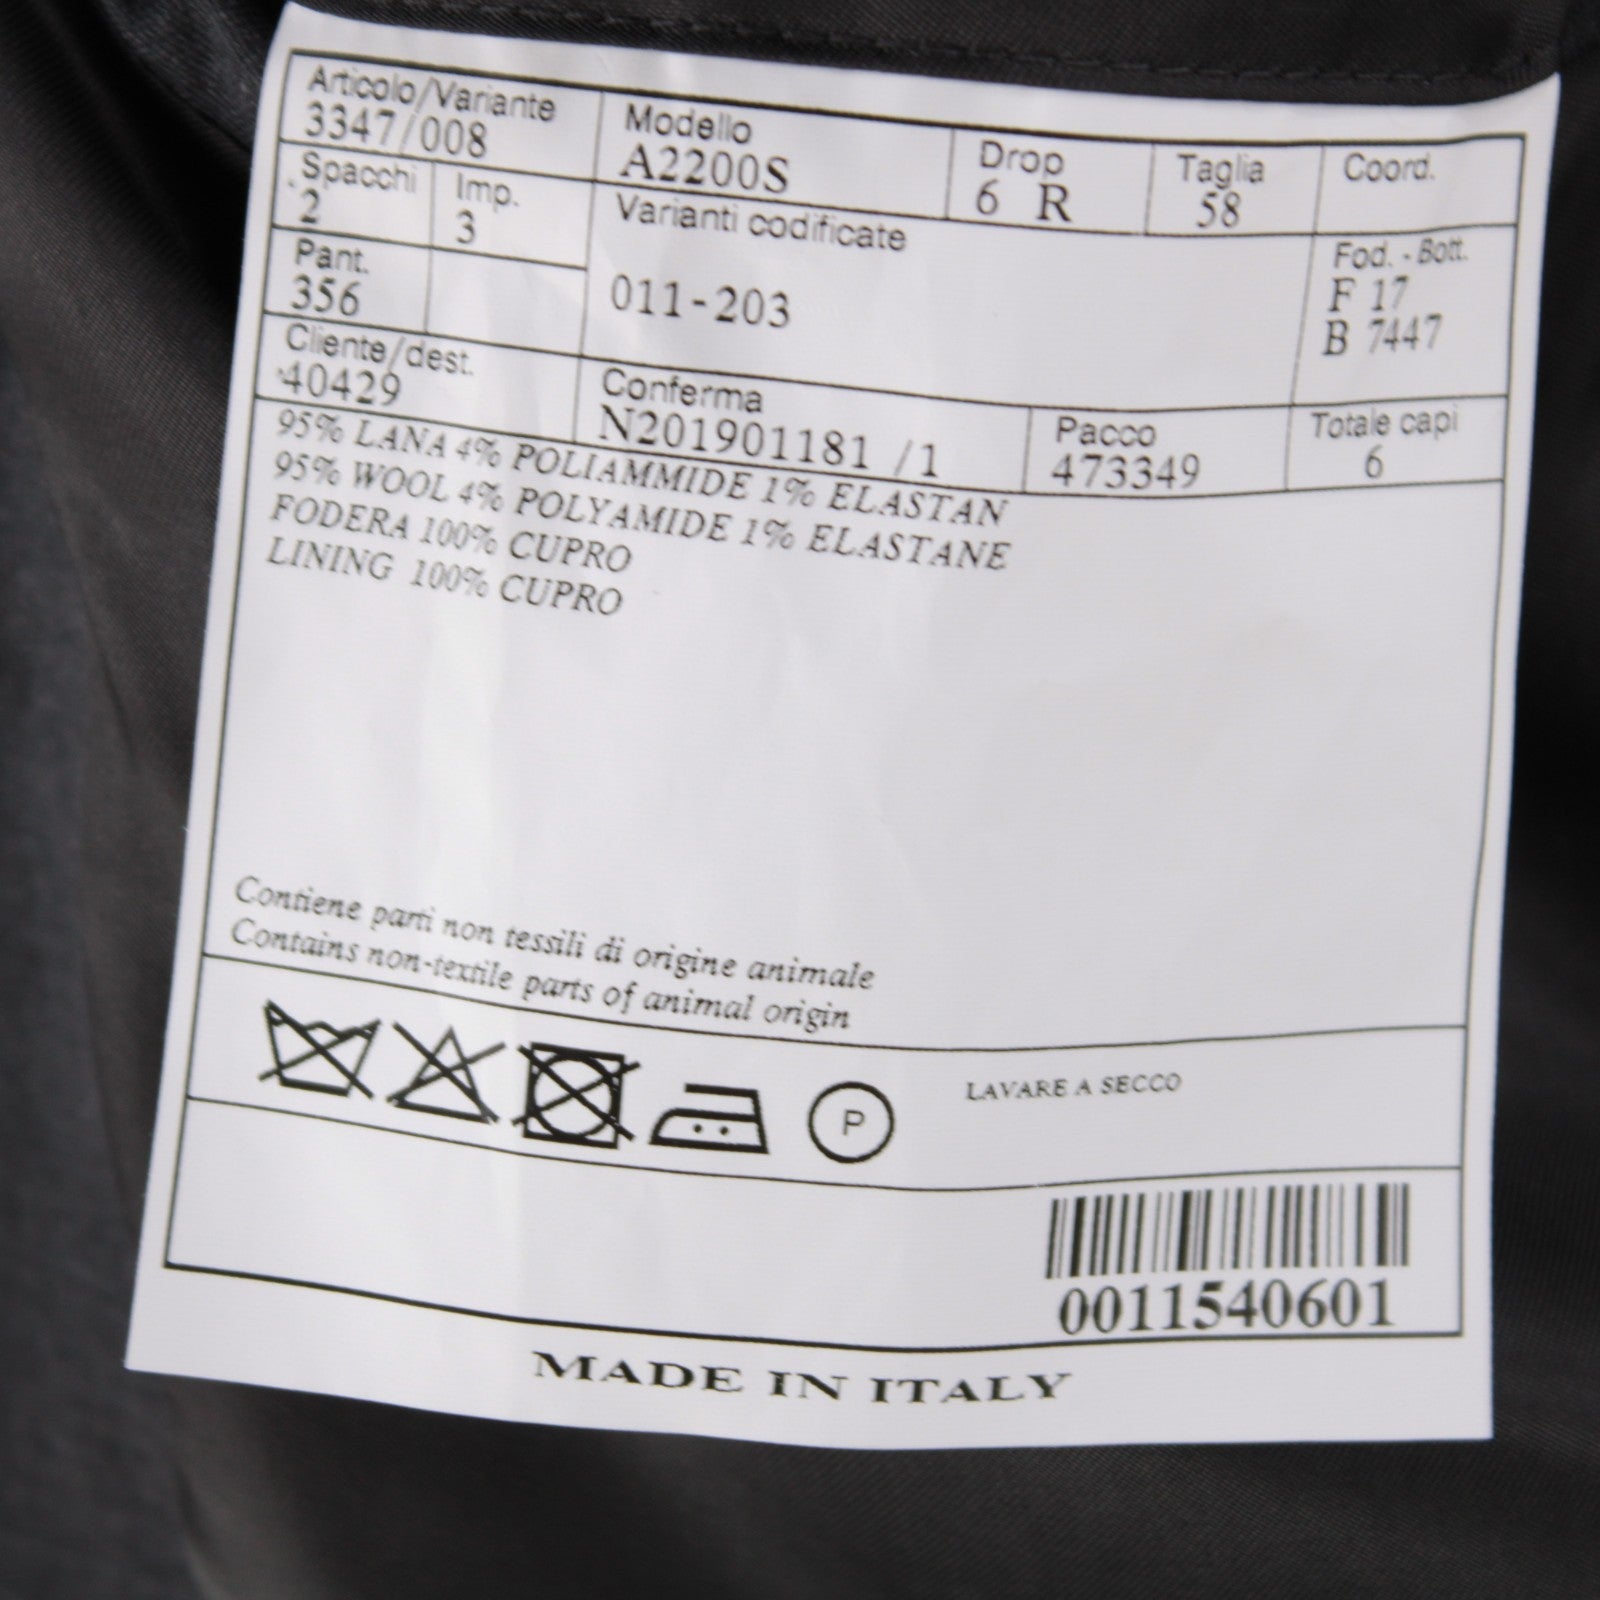 Articolo/Variante
3347/008
Modello
A2200S
Drop
6 R
Taglia
58
Coord.
Spacchi
2
Imp.
3
Varianti codificate
011-203
Fod. - Bott.
F 17
B 7447
Pant.
356
Cliente/dest.
40429
Conferma
N201901181 /1
Pacco
473349
Totale capi
6
95% LANA 4% POLIAMMIDE 1% ELASTAN
95% WOOL 4% POLYAMIDE 1% ELASTANE
FODERA 100% CUPRO
LINING 100% CUPRO
Contiene parti non tessili di origine animale
Contains non-textile parts of animal origin
P
LAVARE A SECCO
0011540601
MADE IN ITALY